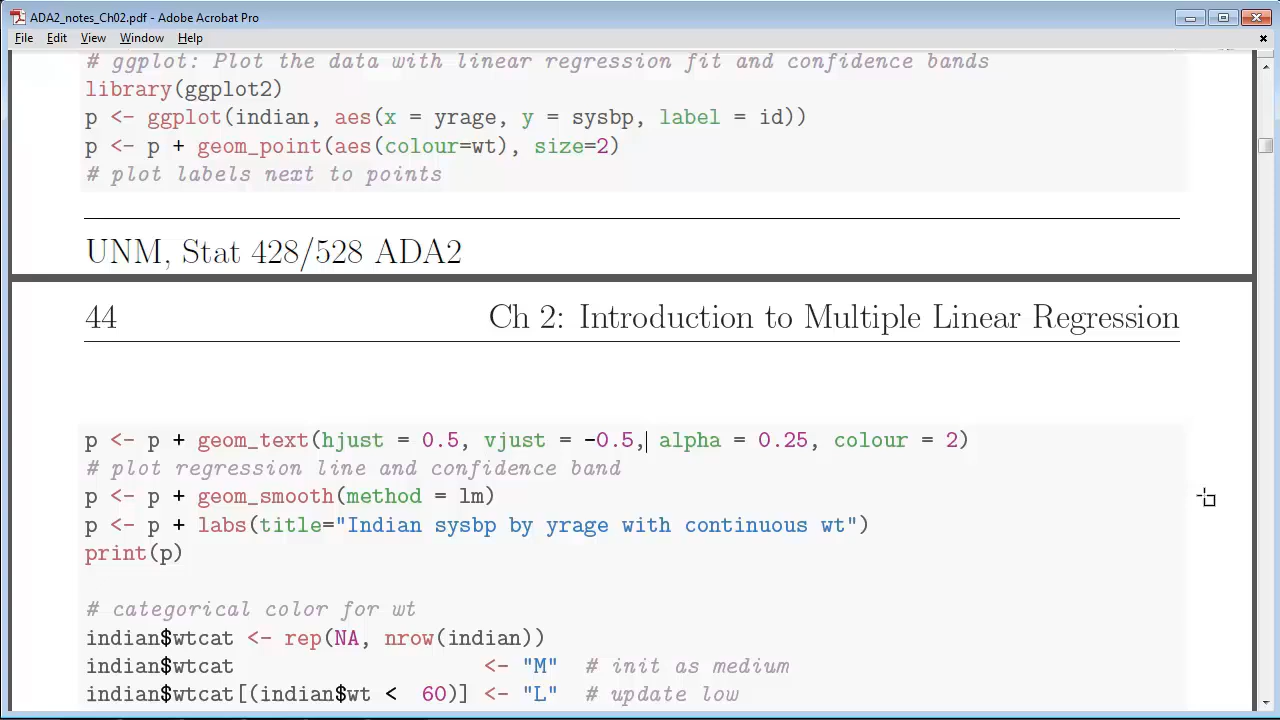 ADA2_notes_Ch02.pdf - Adobe Acrobat Pro
File Edit View Window Help
# ggplot: Plot the data with linear regression fit and confidence bands
library(ggplot2)
p <- ggplot(indian, aes(x = yrage, y = sysbp, label = id))
p <- p + geom_point(aes(colour=wt), size=2)
# plot labels next to points
UNM, Stat 428/528 ADA2
44 Ch 2: Introduction to Multiple Linear Regression
p <- p + geom_text(hjust = 0.5, vjust = -0.5, alpha = 0.25, colour = 2)
# plot regression line and confidence band
p <- p + geom_smooth(method = lm)
p <- p + labs(title="Indian sysbp by yrage with continuous wt")
print(p)
# categorical color for wt
indian$wtcat <- rep(NA, nrow(indian))
indian$wtcat <- "M" # init as medium
indian$wtcat[(indian$wt < 60)] <- "L" # update low